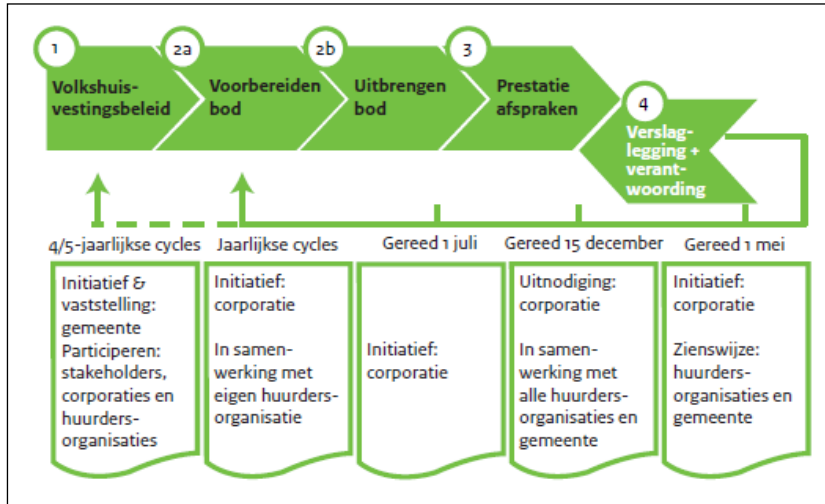 1
Volkshuis-
vestingsbeleid
2a
Voorbereiden
bod
2b
Uitbrengen
bod
3
Prestatie
afspraken
4
Verslag-
legging +
verant-
woording
4/5-jaarlijkse cycles
Initiatief &
vaststelling:
gemeente
Participeren:
stakeholders,
corporaties en
huurders-
organisaties
Jaarlijkse cycles
Initiatief:
corporatie
In samen-
werking met
eigen huurders-
organisatie
Gereed 1 juli
Initiatief:
corporatie
Gereed 15 december
Uitnodiging:
corporatie
In samen-
werking met
alle huurders-
organisaties en
gemeente
Gereed 1 mei
Initiatief:
corporatie
Zienswijze:
huurders-
organisaties en
gemeente